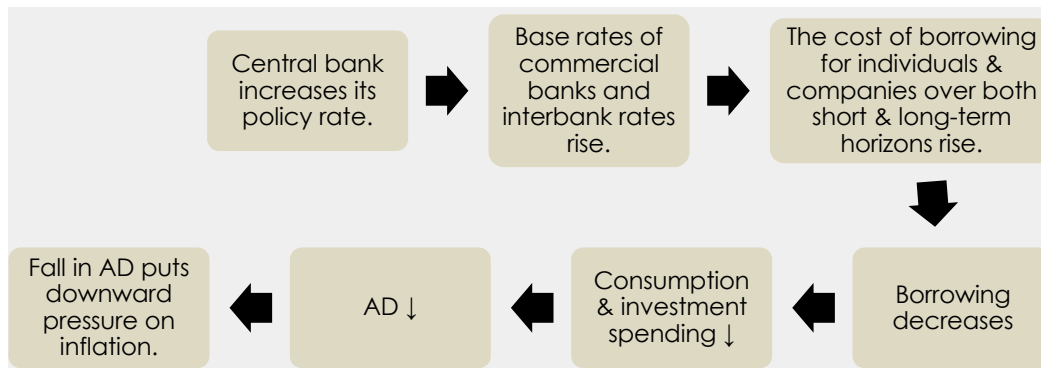 Central bank
increases its
policy rate.
Base rates of
commercial
banks and
interbank rates
rise.
The cost of borrowing
for individuals &
companies over both
short & long-term
horizons rise.
Borrowing
decreases
Consumption
& investment
spending ↓
AD ↓
Fall in AD puts
downward
pressure on
inflation.